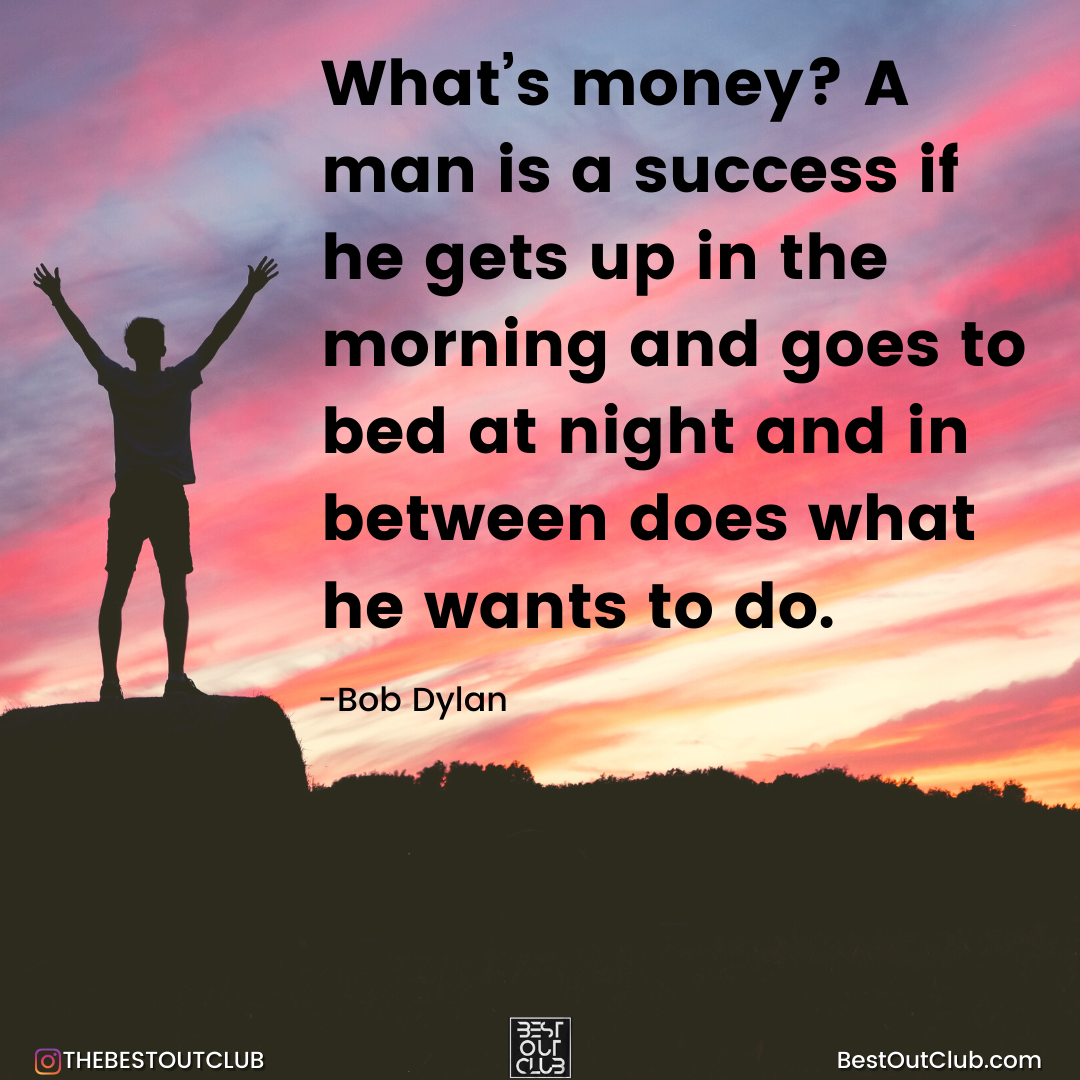 What’s money? A
man is a success if
he gets up in the
morning and goes to
bed at night and in
between does what
he wants to do.
-Bob Dylan
THEBESTOUTCLUB
BEST
OUT
CLUB
BestOutClub.com